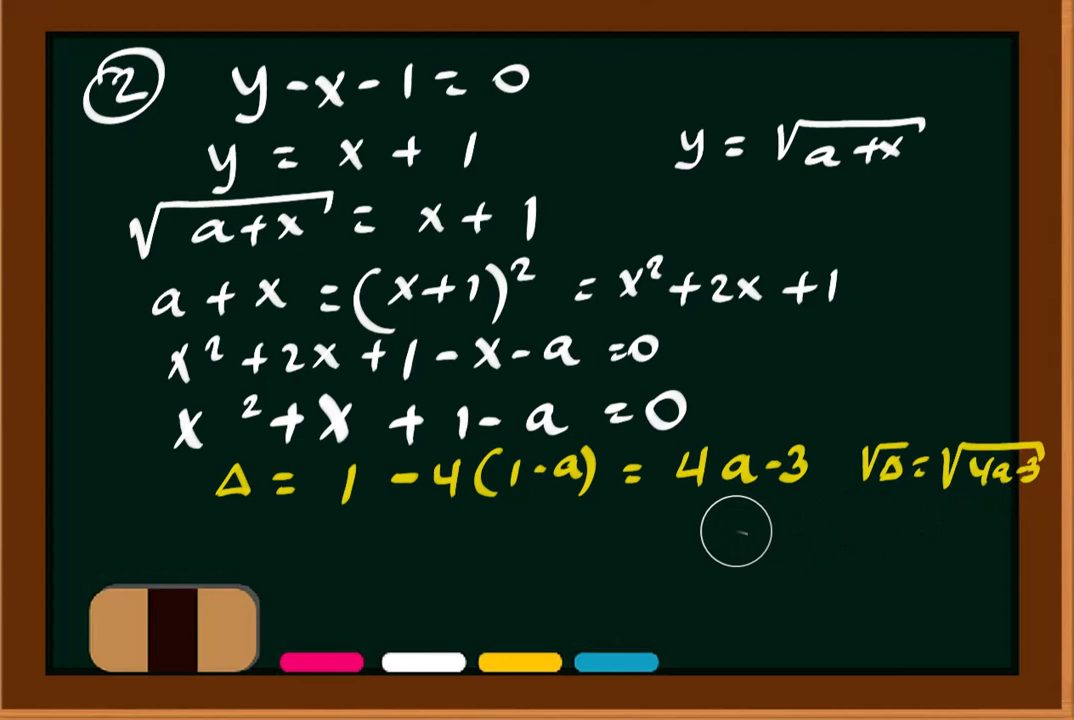 ② y-x-1=0
y = x + 1 y = √(a+x)
√(a+x) = x + 1
a + x = (x+1)² = x²+2x+1
x²+2x+1-x-a=0
x²+x+1-a=0
Δ = 1-4(1-a) = 4a-3 √Δ=√(4a-3)